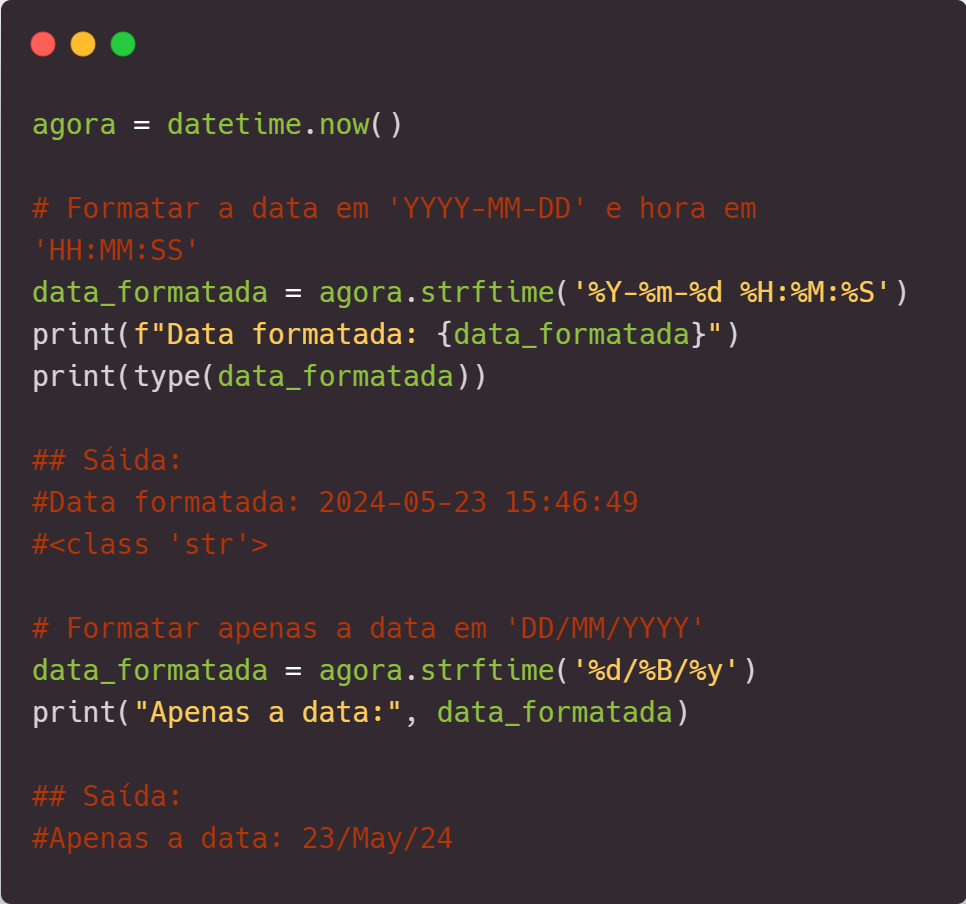 agora = datetime.now()
# Formatar a data em 'YYYY-MM-DD' e hora em
'HH:MM:SS'
data_formatada = agora.strftime('%Y-%m-%d %H:%M:%S')
print(f"Data formatada: {data_formatada}")
print(type(data_formatada))
## Sáida:
#Data formatada: 2024-05-23 15:46:49
#<class 'str'>
# Formatar apenas a data em 'DD/MM/YYYY'
data_formatada = agora.strftime('%d/%B/%y')
print("Apenas a data:", data_formatada)
## Saída:
#Apenas a data: 23/May/24